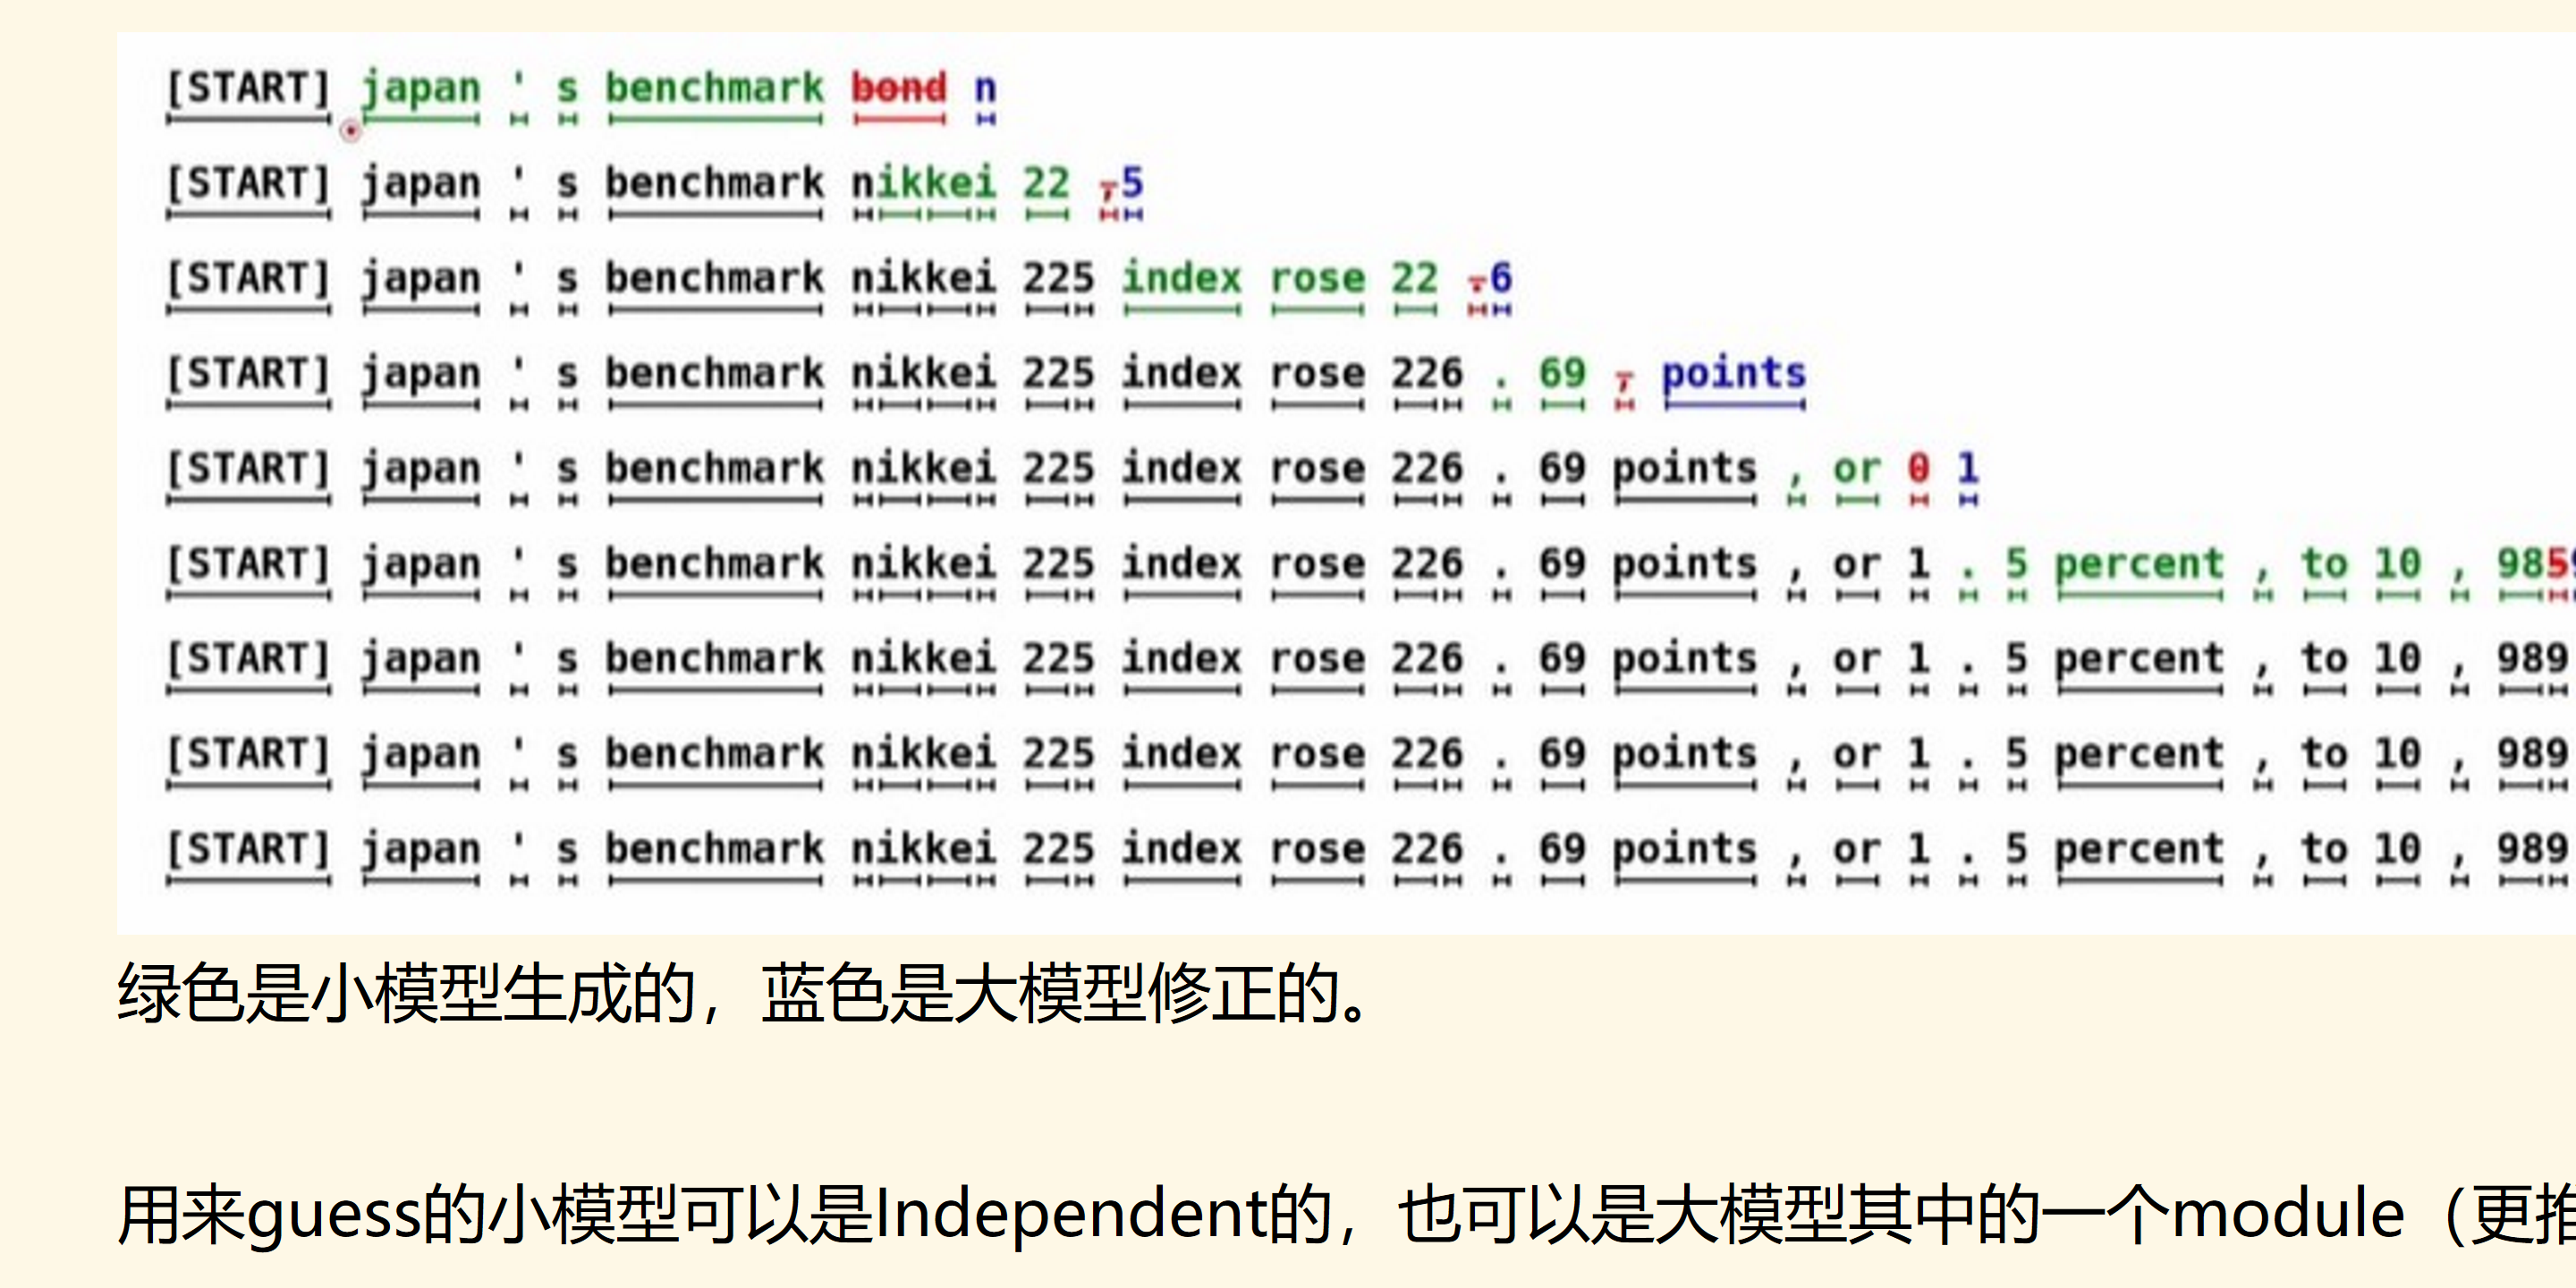 [START] japan ' s benchmark bond n
[START] japan ' s benchmark nikkei 22 ,5
[START] japan ' s benchmark nikkei 225 index rose 22 .6
[START] japan ' s benchmark nikkei 225 index rose 226 . 69 , points
[START] japan ' s benchmark nikkei 225 index rose 226 . 69 points , or 0 1
[START] japan ' s benchmark nikkei 225 index rose 226 . 69 points , or 1 . 5 percent , to 10 , 985
[START] japan ' s benchmark nikkei 225 index rose 226 . 69 points , or 1 . 5 percent , to 10 , 989
[START] japan ' s benchmark nikkei 225 index rose 226 . 69 points , or 1 . 5 percent , to 10 , 989
[START] japan ' s benchmark nikkei 225 index rose 226 . 69 points , or 1 . 5 percent , to 10 , 989
绿色是小模型生成的，蓝色是大模型修正的。
用来guess的小模型可以是Independent的，也可以是大模型其中的一个module（更